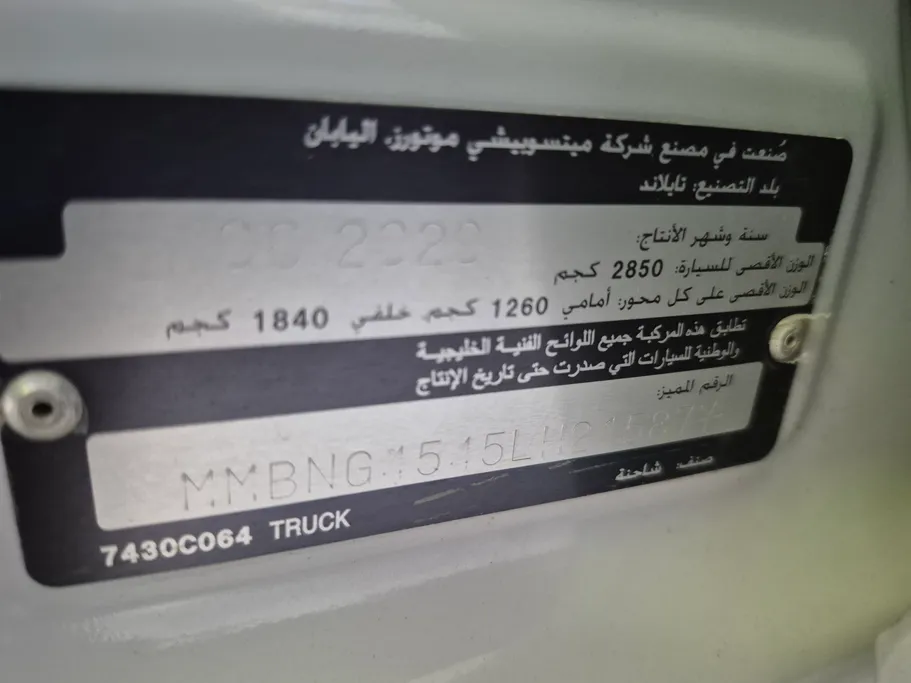 صُنعت في مصنع شركة ميتسوبيشي موتورز، اليابان
بلد التصنيع: تايلاند
سنة وشهر الأنتاج:
2020
الوزن الأقصى للسيارة: 2850 كجم
الوزن الأقصى على كل محور: أمامي 1260 كجم، خلفي 1840 كجم
تطابق هذه المركبة جميع اللوائح الفنية الخليجية
والوطنية للسيارات التي صدرت حتى تاريخ الإنتاج
الرقم المميز:
صنف: شاحنة
7430C064 TRUCK